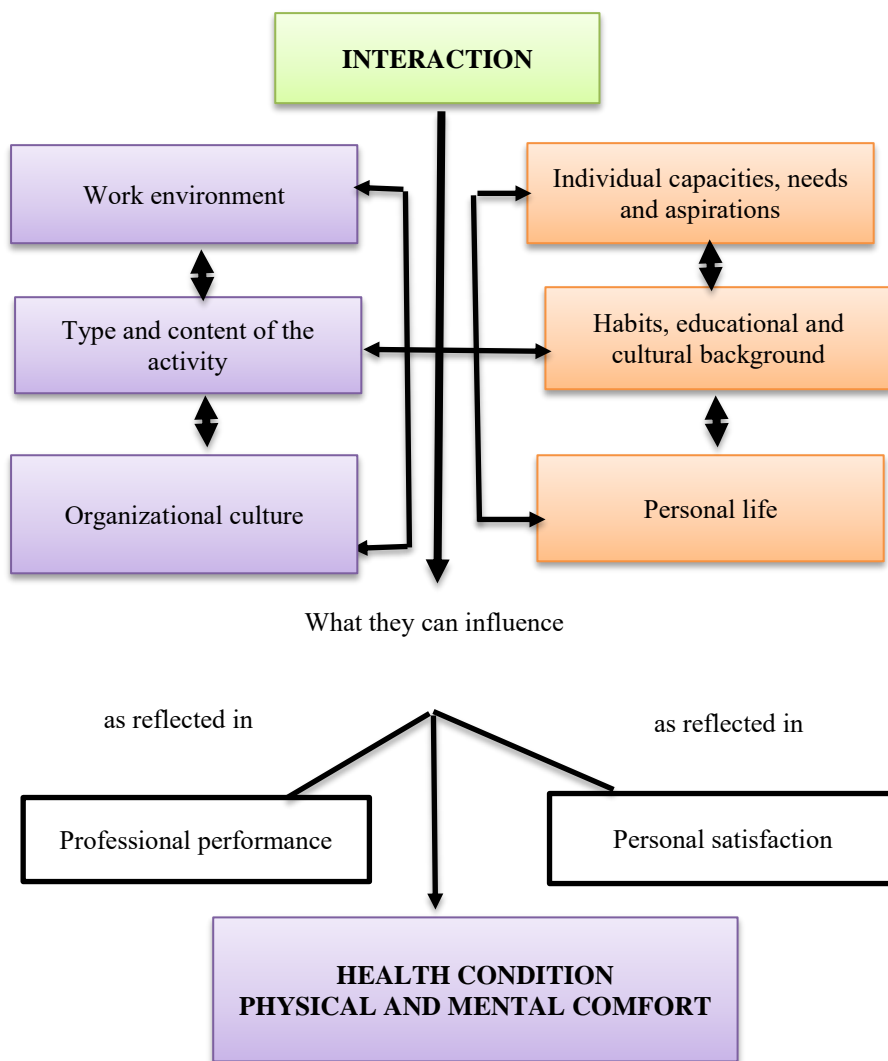 INTERACTION
Work environment
Individual capacities, needs
and aspirations
Type and content of the
activity
Habits, educational and
cultural background
Organizational culture
Personal life
What they can influence
as reflected in
as reflected in
Professional performance
Personal satisfaction
HEALTH CONDITION
PHYSICAL AND MENTAL COMFORT